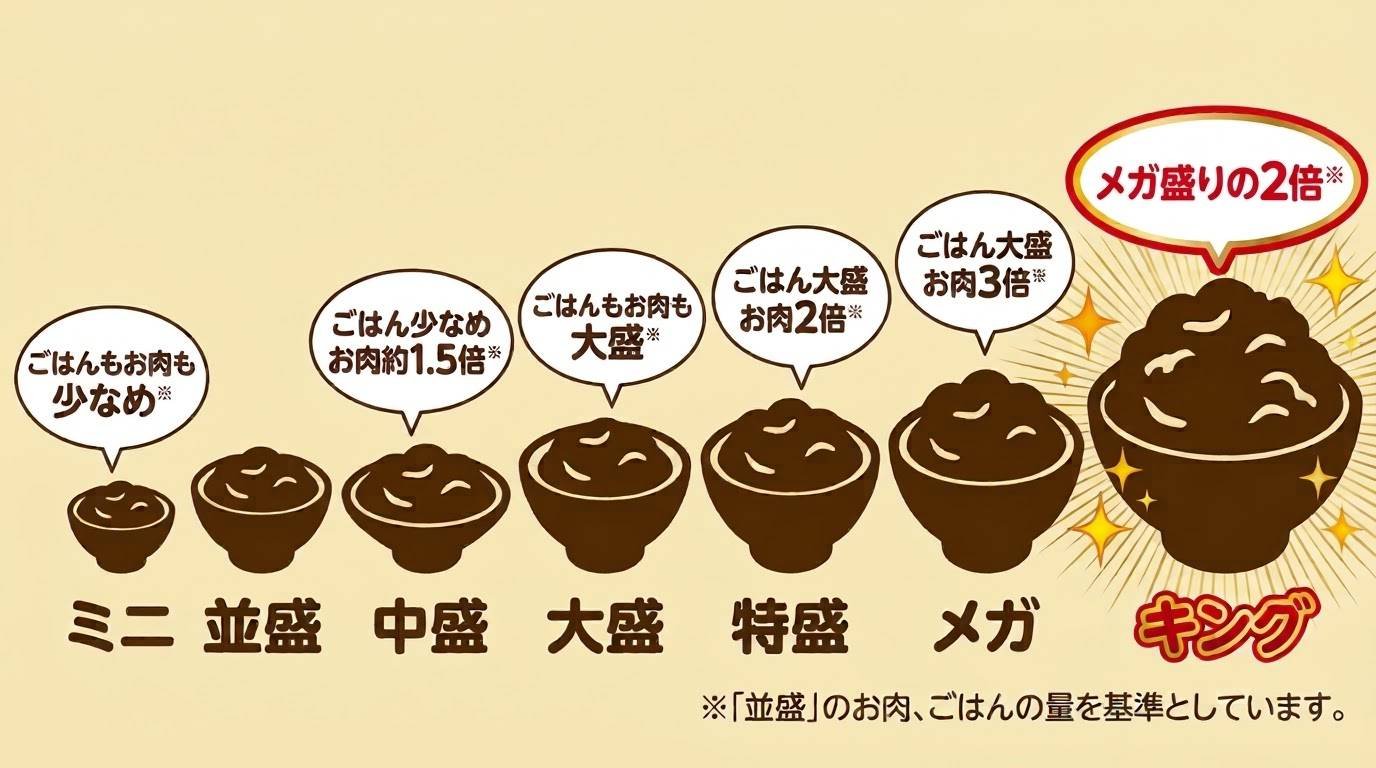 ごはんもお肉も
少なめ※
ごはん少なめ
お肉約1.5倍※
ごはんもお肉も
大盛※
ごはん大盛
お肉2倍※
ごはん大盛
お肉3倍※
メガ盛りの2倍※
ミニ 並盛 中盛 大盛 特盛 メガ キング
※「並盛」のお肉、ごはんの量を基準としています。